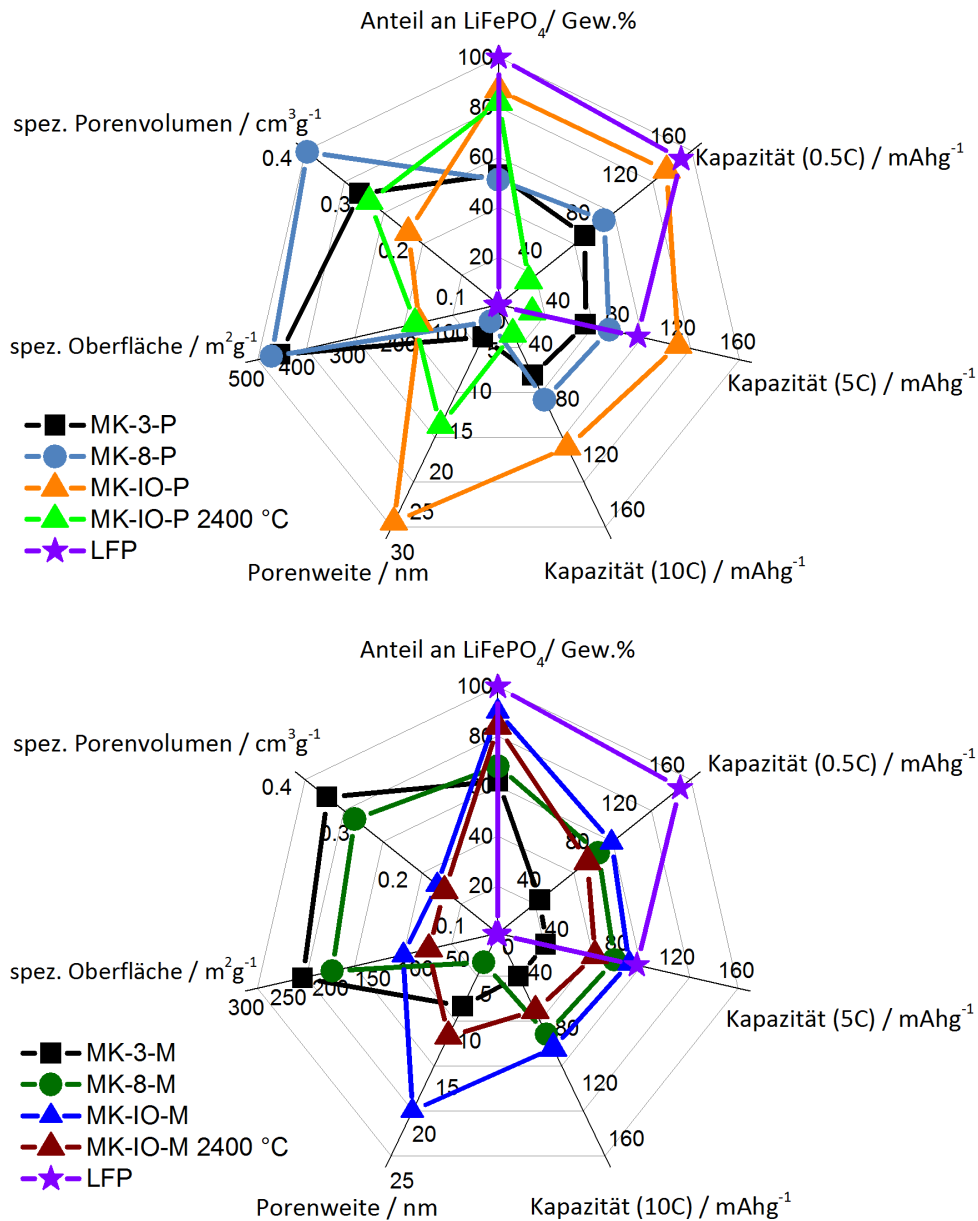 Anteil an LiFePO₄/ Gew.%
100
80
60
40
20
spez. Porenvolumen / cm³g⁻¹
0.4
0.3
0.2
0.1
160
120
80
40
Kapazität (0.5C) / mAhg⁻¹
40
80
120
160
Kapazität (5C) / mAhg⁻¹
spez. Oberfläche / m²g⁻¹
500
400
300
200
100
0
5
10
15
20
25
30
40
80
120
160
MK-3-P
MK-8-P
MK-IO-P
MK-IO-P 2400 °C
LFP
Porenweite / nm
Kapazität (10C) / mAhg⁻¹
Anteil an LiFePO₄/ Gew.%
100
80
60
40
20
spez. Porenvolumen / cm³g⁻¹
0.4
0.3
0.2
0.1
160
120
80
40
Kapazität (0.5C) / mAhg⁻¹
40
80
120
160
Kapazität (5C) / mAhg⁻¹
spez. Oberfläche / m²g⁻¹
300
250
200
150
100
50
0
5
10
15
20
25
40
80
120
160
MK-3-M
MK-8-M
MK-IO-M
MK-IO-M 2400 °C
LFP
Porenweite / nm
Kapazität (10C) / mAhg⁻¹